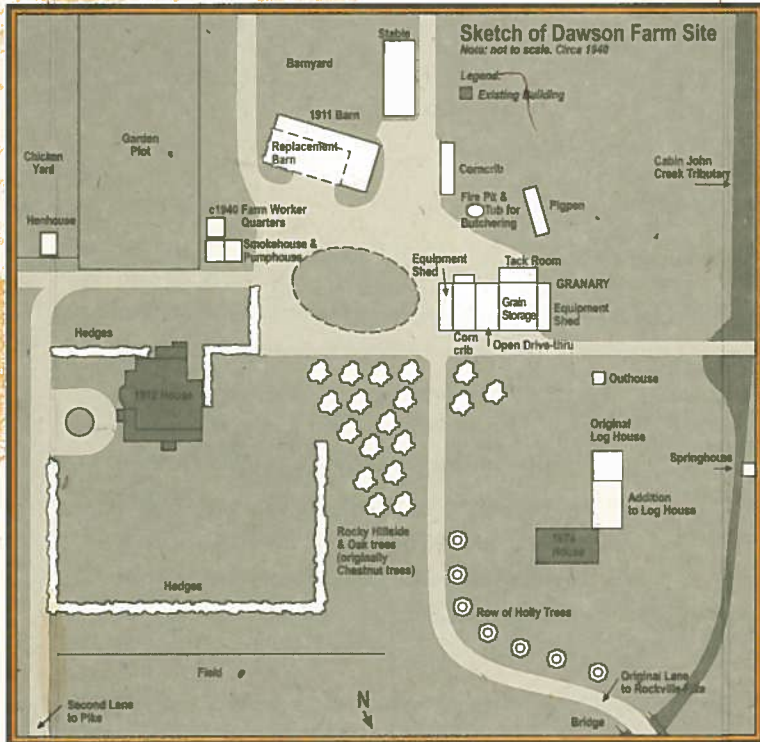 Sketch of Dawson Farm Site
Note: not to scale. Circa 1940
Legend:
Existing Building
Stable
Barnyard
1911 Barn
Replacement
Barn
Garden
Plot
Chicken
Yard
Henhouse
c1940 Farm Worker
Quarters
Smokehouse &
Pumphouse
Corncrib
Fire Pit &
Tub for
Butchering
Pigpen
Cabin John
Creek Tributary
Equipment
Shed
Tack Room
GRANARY
Grain
Storage
Equipment
Shed
Corn
crib
Open Drive-thru
Hedges
1912 House
Outhouse
Original
Log House
Springhouse
Addition
to Log House
1874
House
Rocky Hillside
& Oak trees
(originally
Chestnut trees)
Hedges
Row of Holly Trees
Field
N
Original Lane
to Rockville Pike
Second Lane
to Pike
Bridge